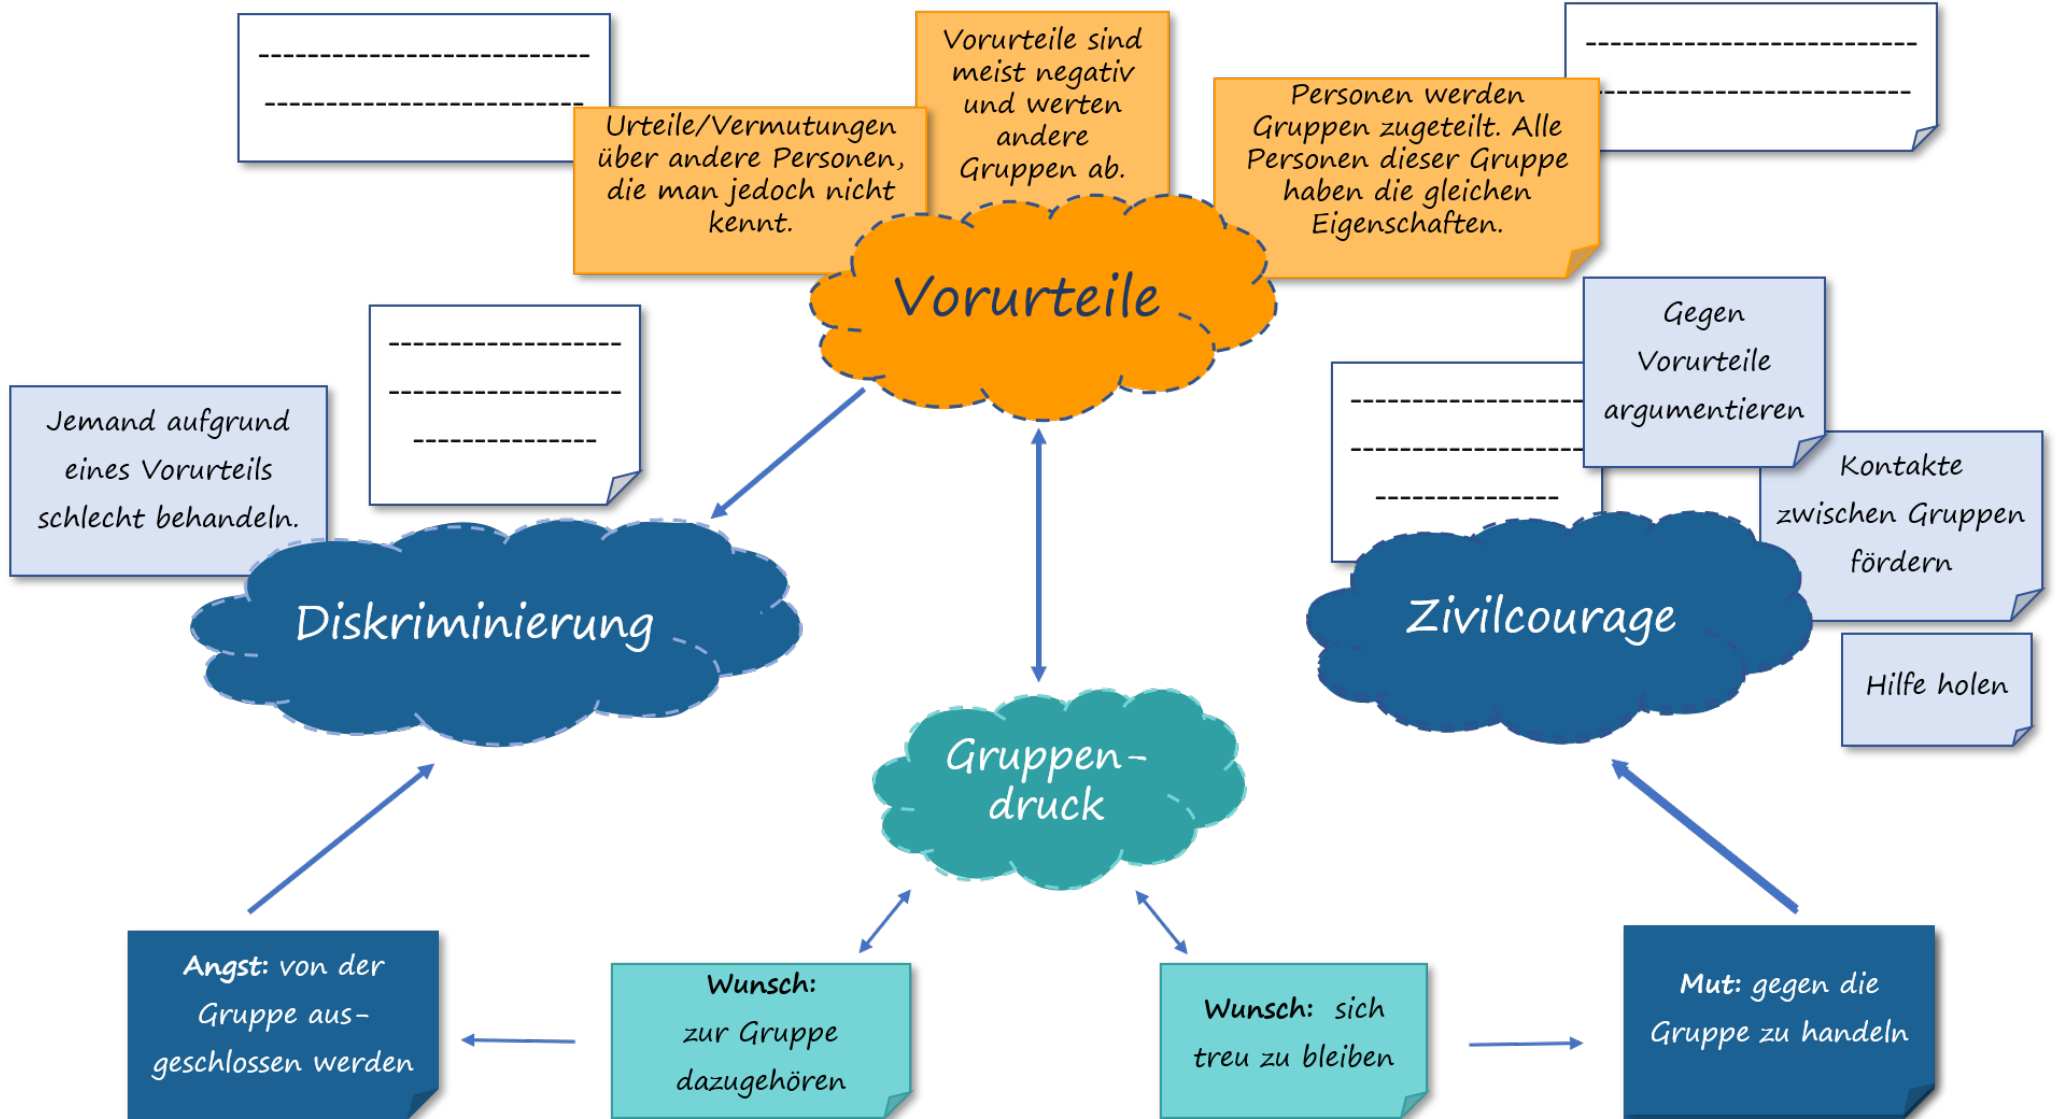 Vorurteile sind
meist negativ
und werten
andere
Gruppen ab.
Urteile/Vermutungen
über andere Personen,
die man jedoch nicht
kennt.
Personen werden
Gruppen zugeteilt. Alle
Personen dieser Gruppe
haben die gleichen
Eigenschaften.
Vorurteile
Gegen
Vorurteile
argumentieren
Jemand aufgrund
eines Vorurteils
schlecht behandeln.
Kontakte
zwischen Gruppen
fördern
Diskriminierung
Zivilcourage
Hilfe holen
Gruppen-
druck
Angst: von der
Gruppe aus-
geschlossen werden
Wunsch:
zur Gruppe
dazugehören
Wunsch: sich
treu zu bleiben
Mut: gegen die
Gruppe zu handeln